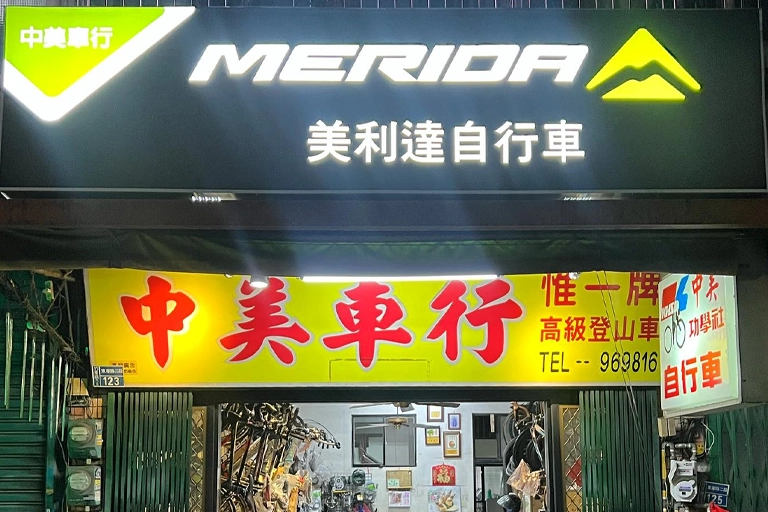 中美車行
MERIDA
美利達自行車
中美車行
惟一牌
高級登山車
TEL -- 969816
中美
功學社
自行車
123
125